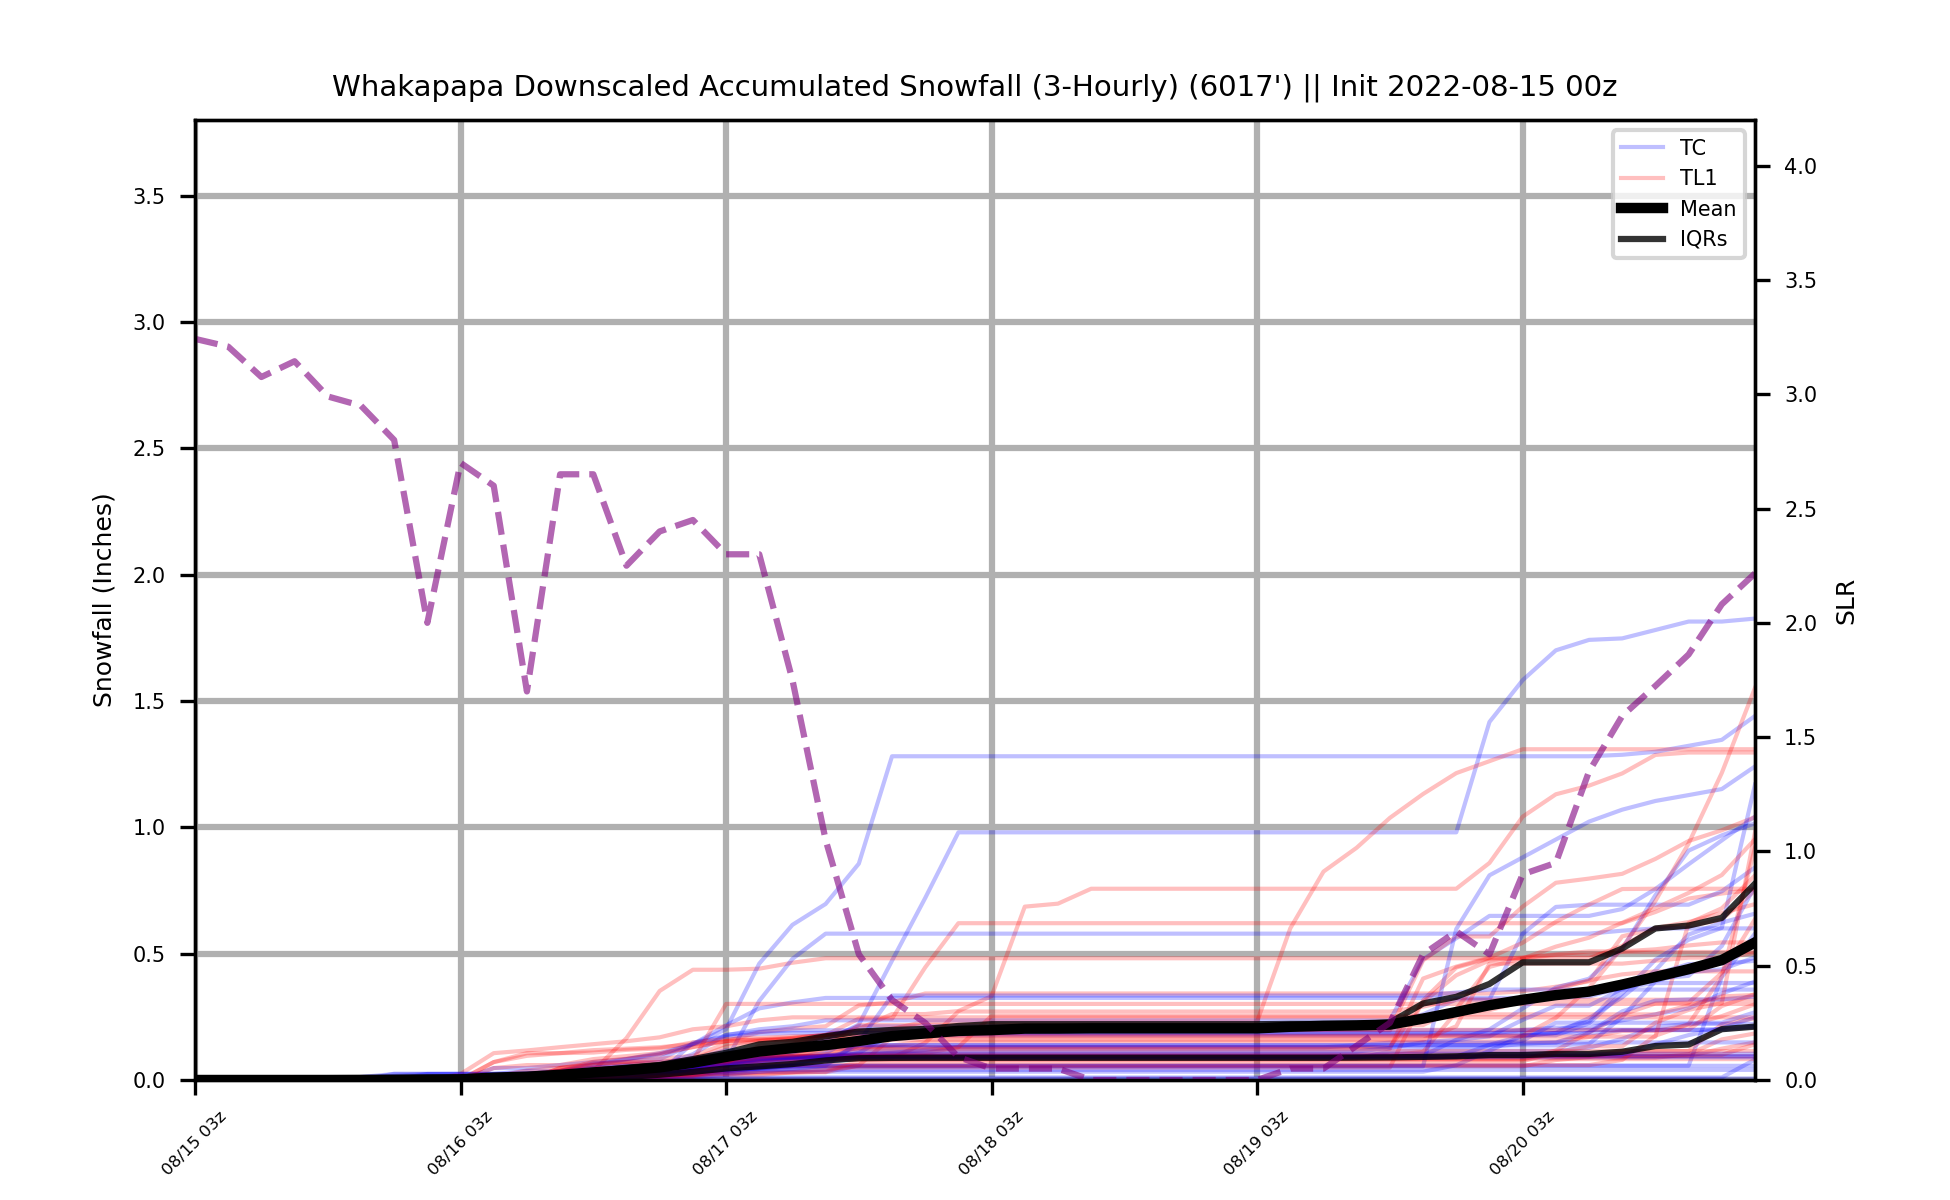 Whakapapa Downscaled Accumulated Snowfall (3-Hourly) (6017') || Init 2022-08-15 00z
TC
TL1
Mean
IQRs
Snowfall (Inches)
3.5
3.0
2.5
2.0
1.5
1.0
0.5
0.0
4.0
3.5
3.0
2.5
2.0
1.5
1.0
0.5
0.0
SLR
08/15 03z
08/16 03z
08/17 03z
08/18 03z
08/19 03z
08/20 03z